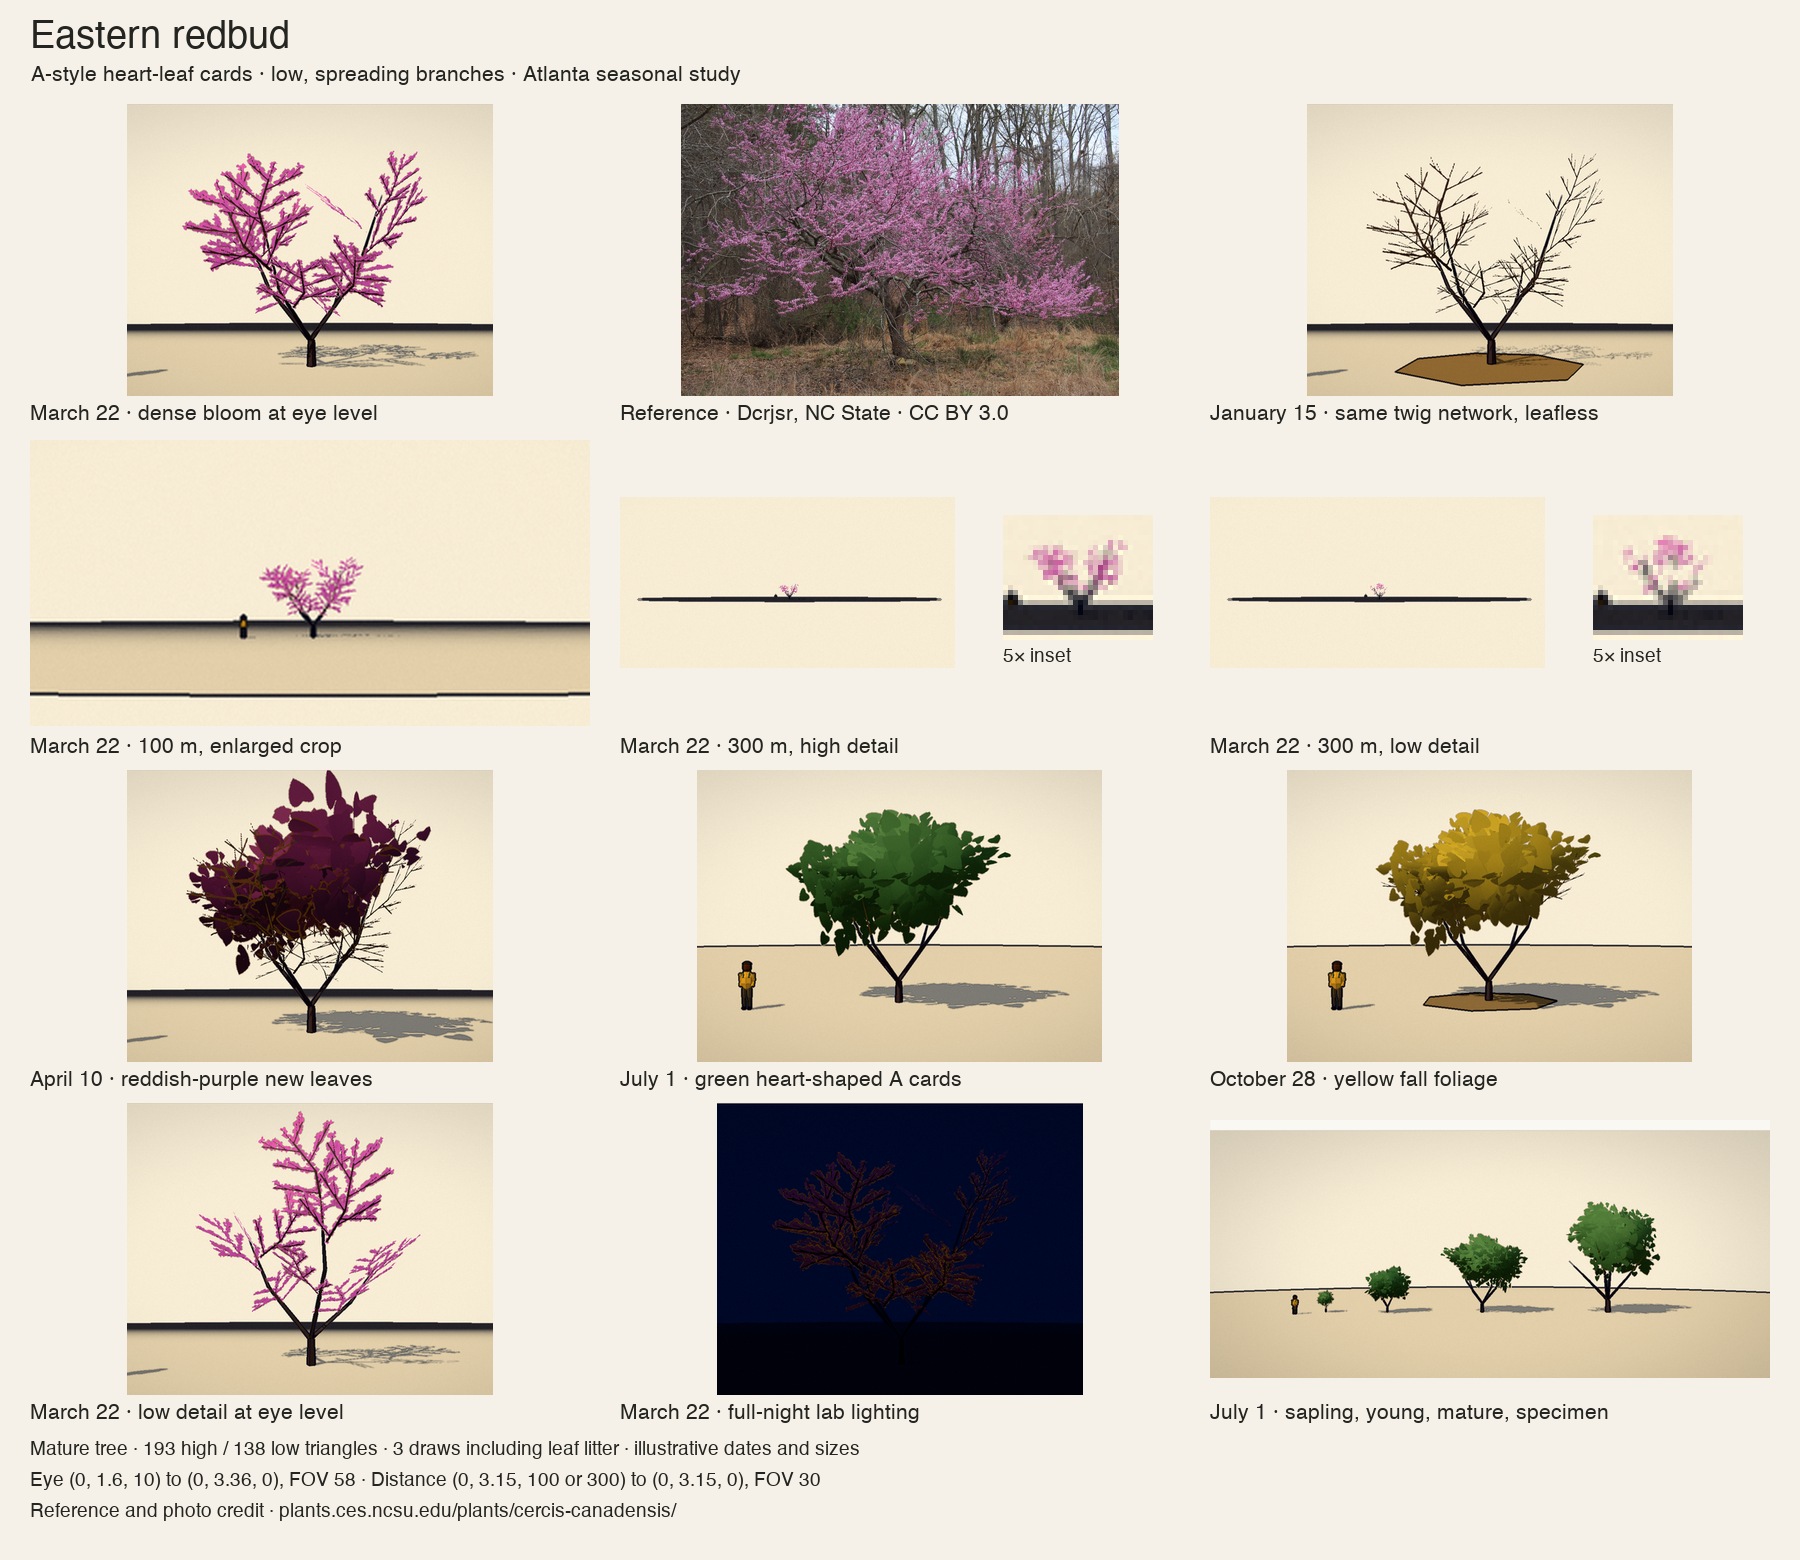 Eastern redbud
A-style heart-leaf cards · low, spreading branches · Atlanta seasonal study
March 22 · dense bloom at eye level
Reference · Dcrjsr, NC State · CC BY 3.0
January 15 · same twig network, leafless
5× inset
5× inset
March 22 · 100 m, enlarged crop
March 22 · 300 m, high detail
March 22 · 300 m, low detail
April 10 · reddish-purple new leaves
July 1 · green heart-shaped A cards
October 28 · yellow fall foliage
March 22 · low detail at eye level
March 22 · full-night lab lighting
July 1 · sapling, young, mature, specimen
Mature tree · 193 high / 138 low triangles · 3 draws including leaf litter · illustrative dates and sizes
Eye (0, 1.6, 10) to (0, 3.36, 0), FOV 58 · Distance (0, 3.15, 100 or 300) to (0, 3.15, 0), FOV 30
Reference and photo credit · plants.ces.ncsu.edu/plants/cercis-canadensis/